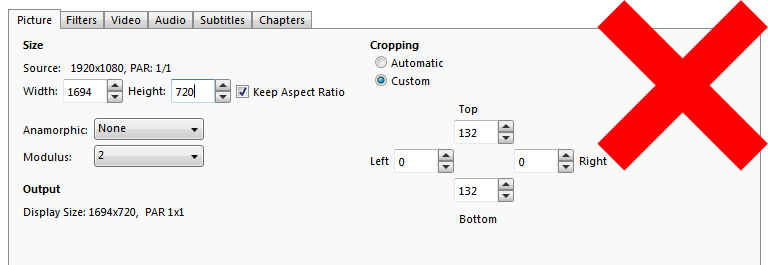 Picture Filters Video Audio Subtitles Chapters
Size
Source: 1920x1080, PAR: 1/1
Width: 1694 Height: 720 Keep Aspect Ratio
Anamorphic: None
Modulus: 2
Output
Display Size: 1694x720, PAR 1x1
Cropping
Automatic
Custom
Top
132
Left 0 0 Right
132
Bottom